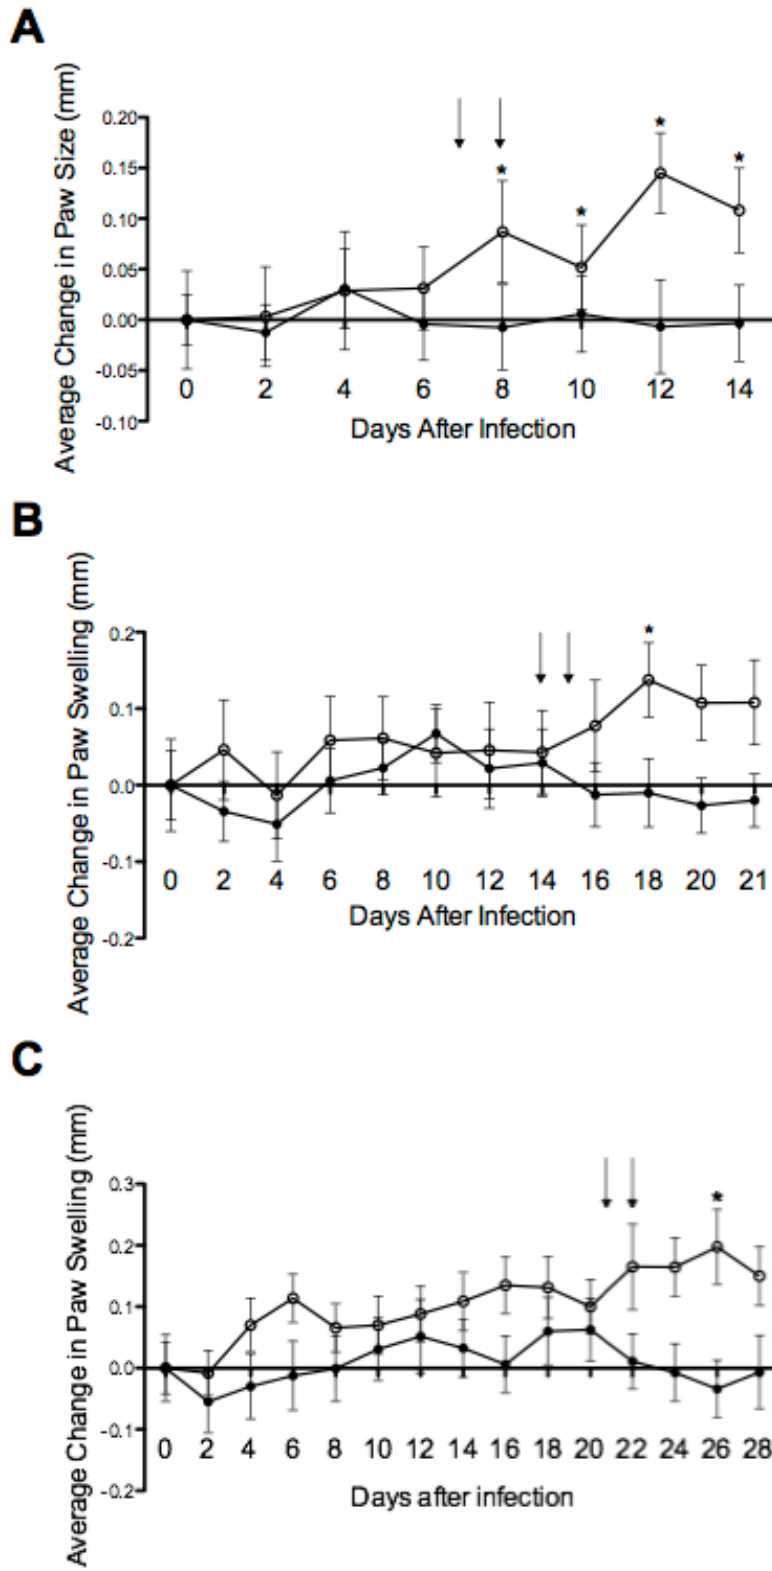 A
Average Change in Paw Size (mm)
0.20
0.15
0.10
0.05
0.00
-0.05
-0.10
* * * *
0 2 4 6 8 10 12 14
Days After Infection
B
Average Change in Paw Swelling (mm)
0.2
0.1
0.0
-0.1
-0.2
*
0 2 4 6 8 10 12 14 16 18 20 21
Days After Infection
C
Average Change in Paw Swelling (mm)
0.3
0.2
0.1
0.0
-0.1
-0.2
*
0 2 4 6 8 10 12 14 16 18 20 22 24 26 28
Days after infection